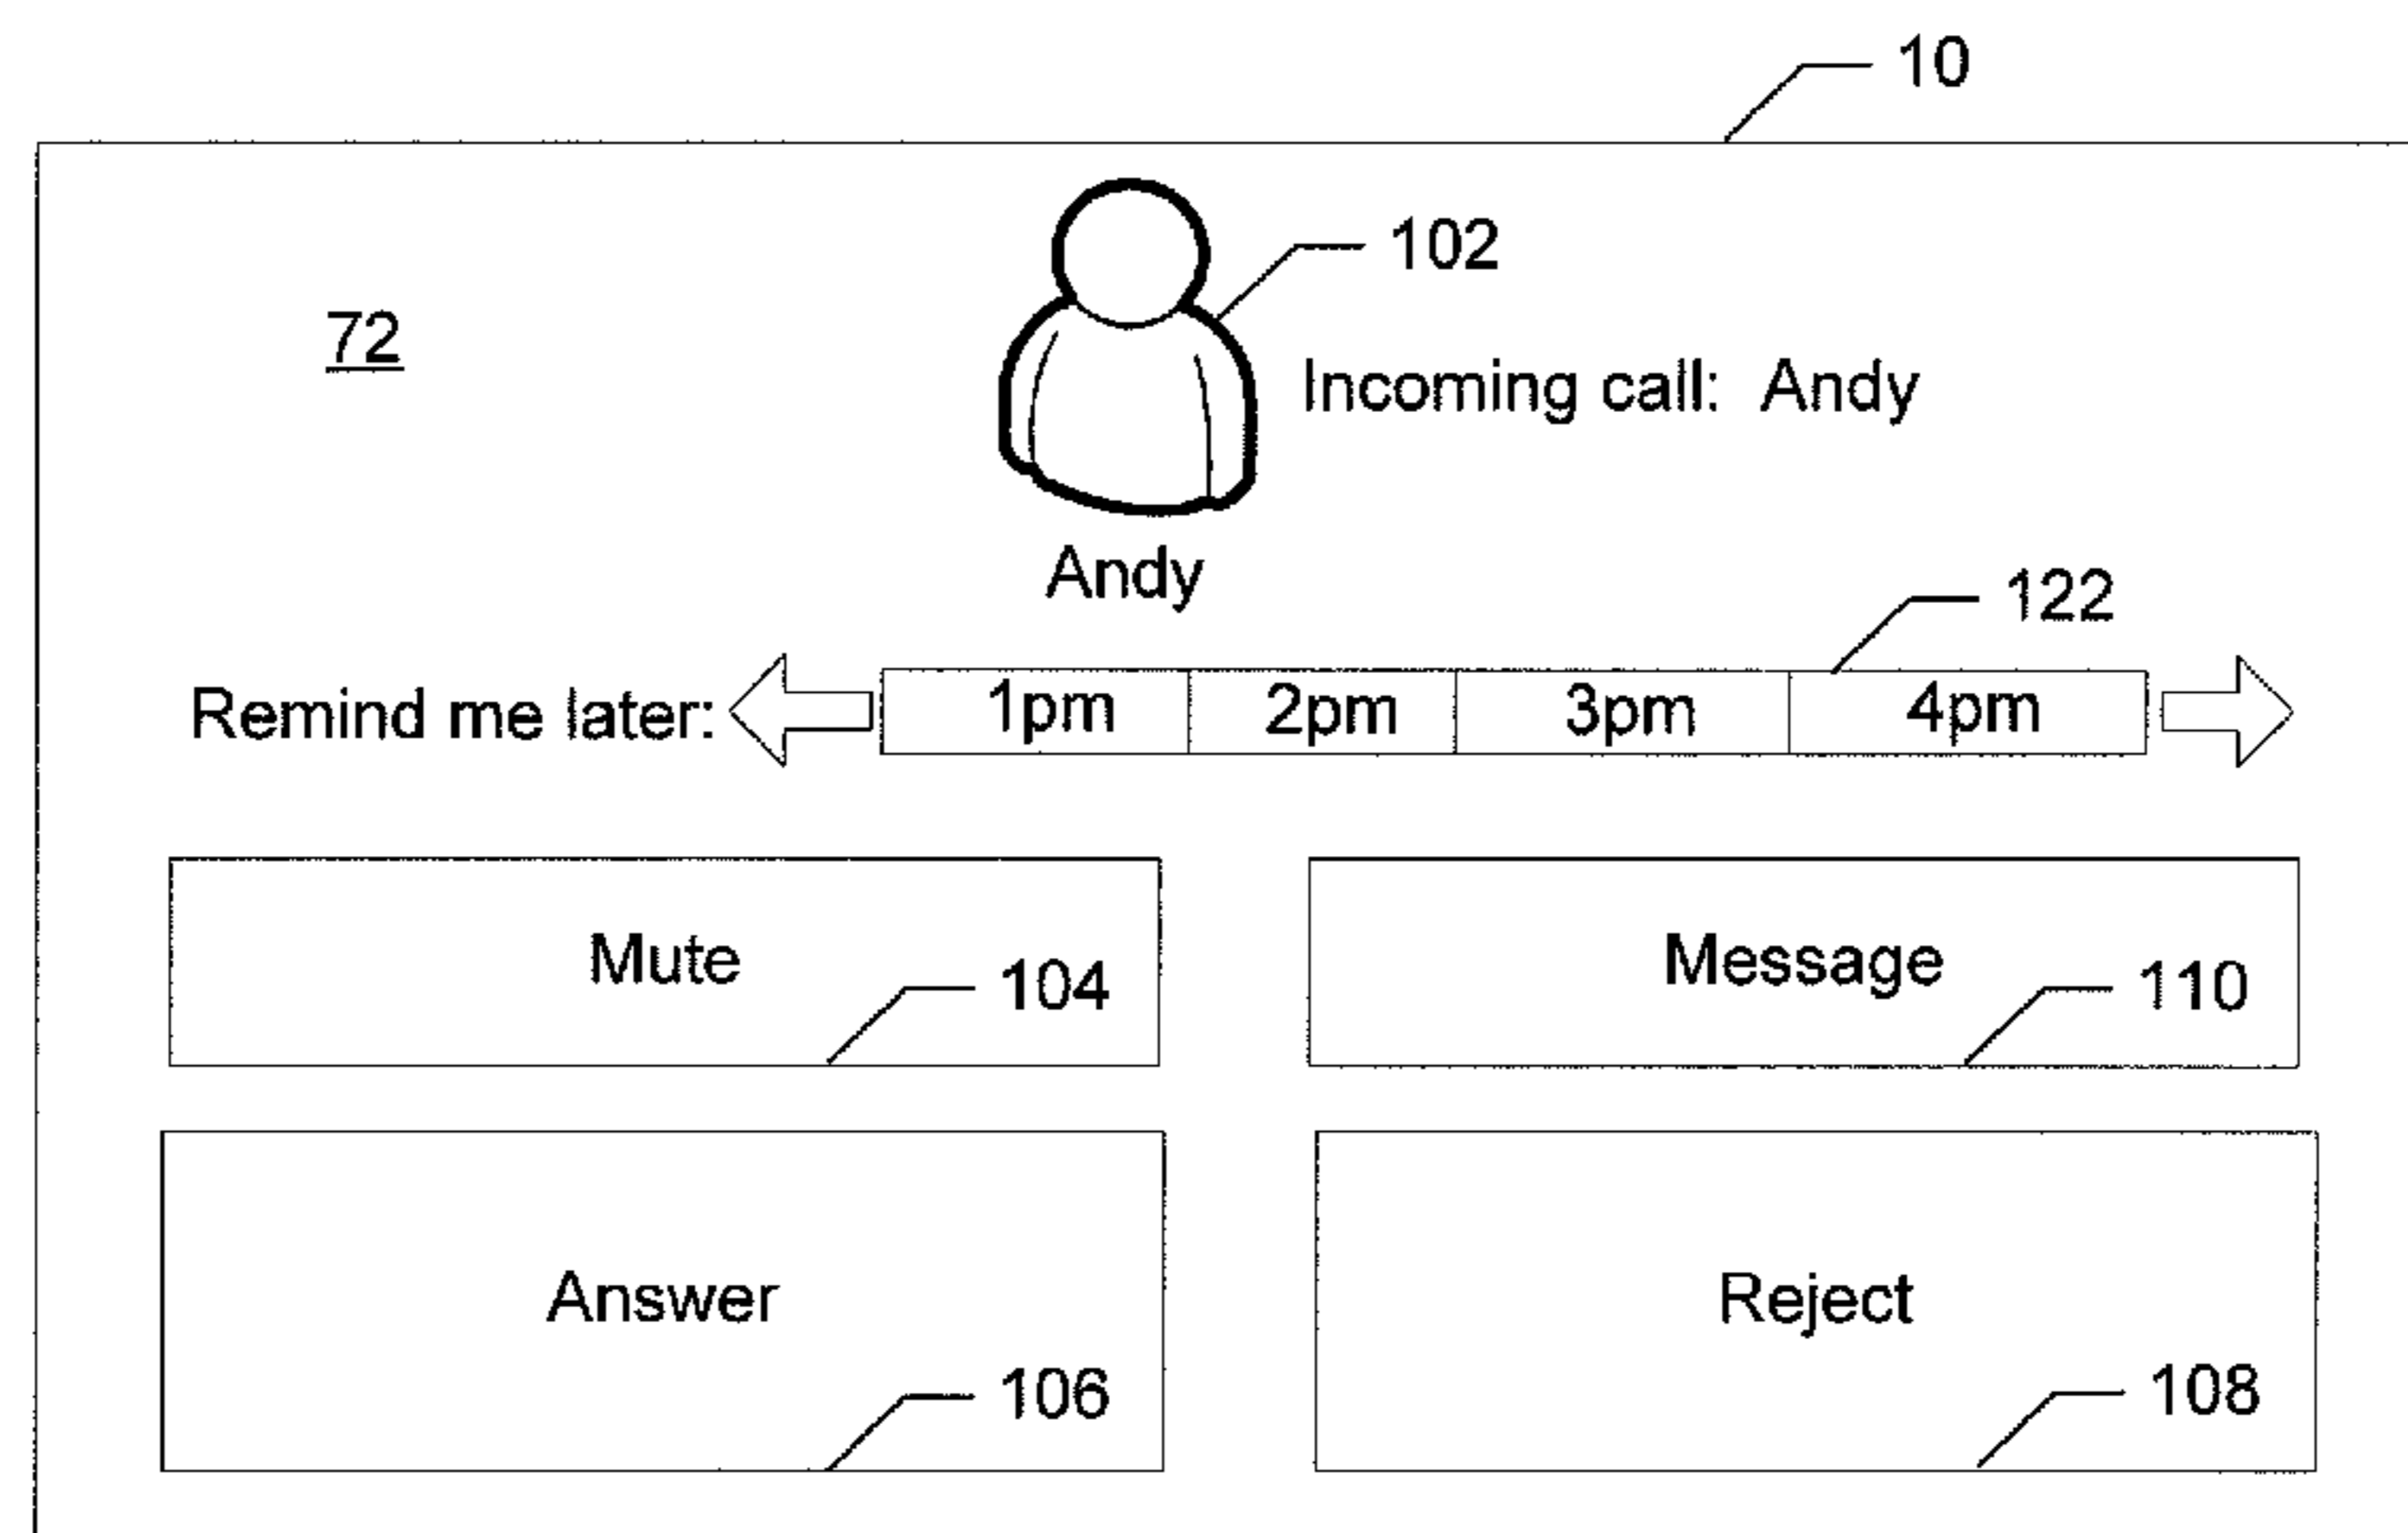 10
102
72
Incoming call: Andy
Andy
122
Remind me later: 1pm 2pm 3pm 4pm
Mute
104
Message
110
Answer
106
Reject
108